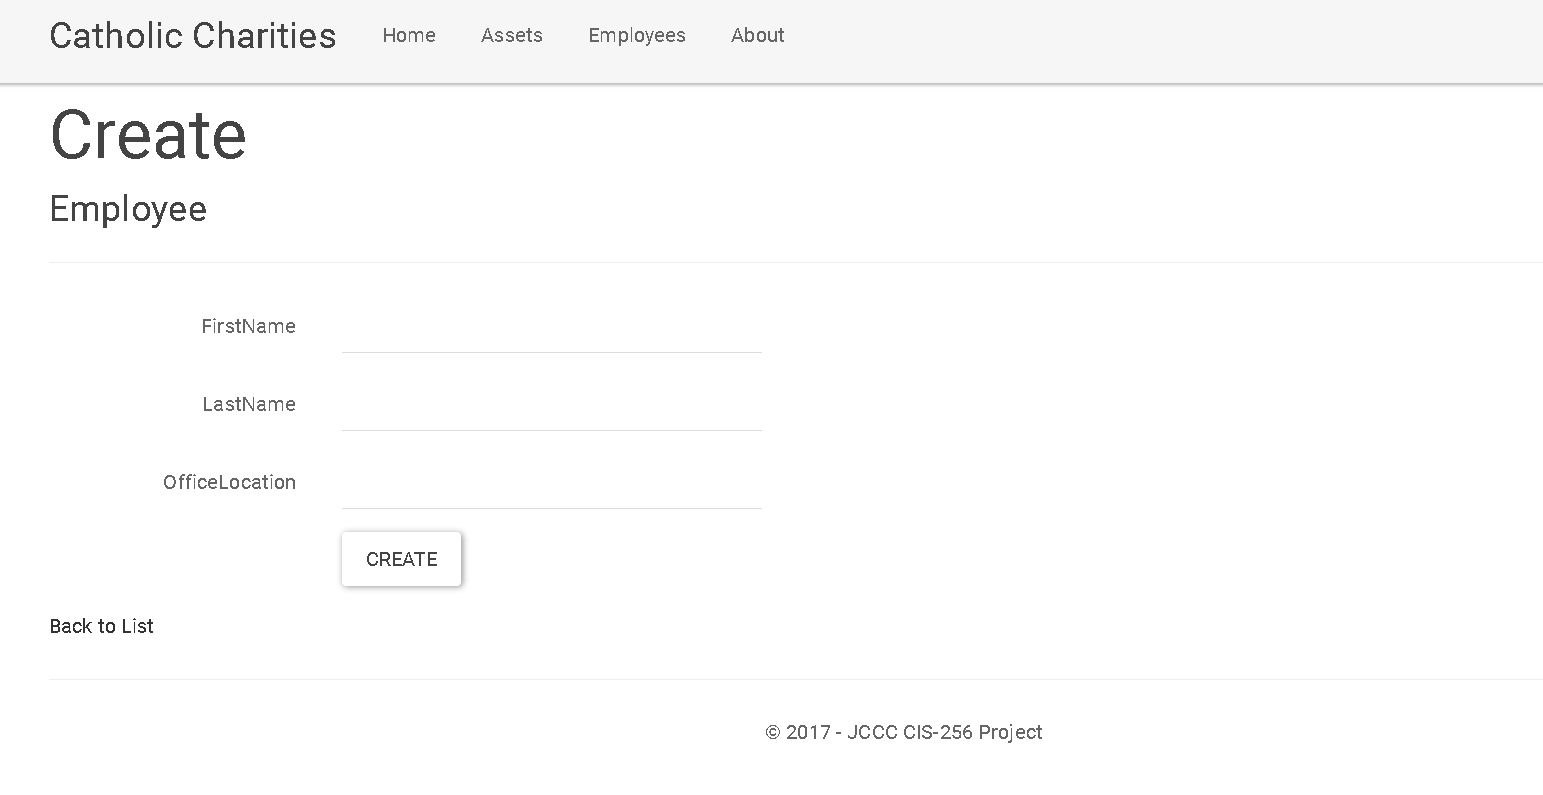 Catholic Charities Home Assets Employees About
Create
Employee
FirstName
LastName
OfficeLocation
CREATE
Back to List
© 2017 - JCCC CIS-256 Project